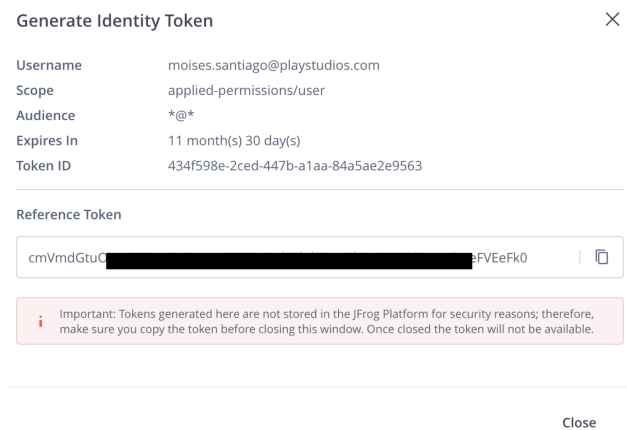 Generate Identity Token
Username moises.santiago@playstudios.com
Scope applied-permissions/user
Audience *@*
Expires In 11 month(s) 30 day(s)
Token ID 434f598e-2ced-447b-a1aa-84a5ae2e9563
Reference Token
Important: Tokens generated here are not stored in the JFrog Platform for security reasons; therefore,
make sure you copy the token before closing this window. Once closed the token will not be available.
Close